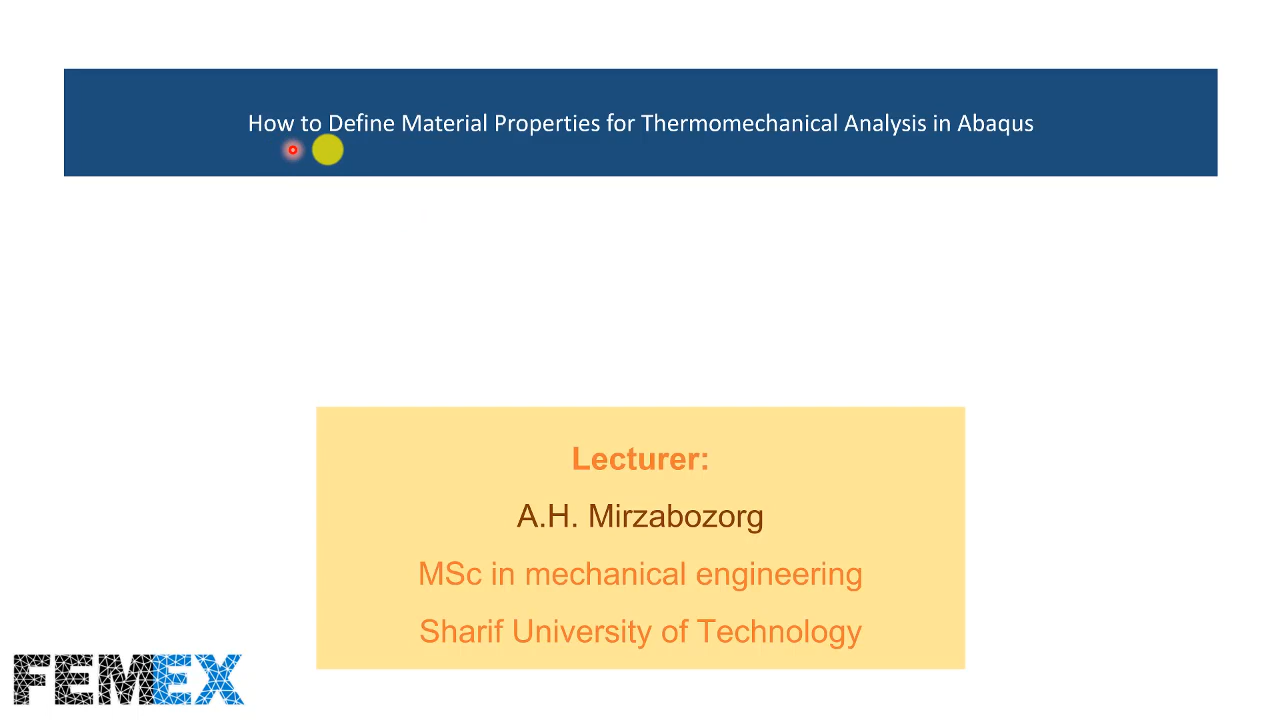 How to Define Material Properties for Thermomechanical Analysis in Abaqus
Lecturer:
A.H. Mirzabozorg
MSc in mechanical engineering
Sharif University of Technology
FEMEX